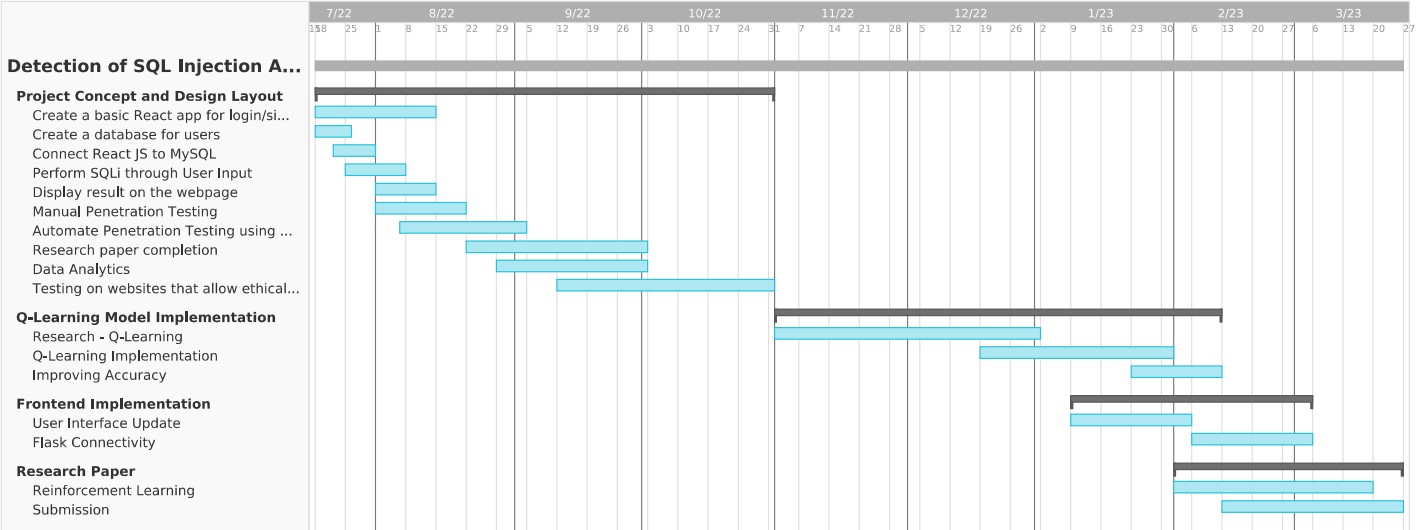 7/22 8/22 9/22 10/22 11/22 12/22 1/23 2/23 3/23
18 25 1 8 15 22 29 5 12 19 26 3 10 17 24 31 7 14 21 28 5 12 19 26 2 9 16 23 30 6 13 20 27 6 13 20 27
Detection of SQL Injection A...
Project Concept and Design Layout
Create a basic React app for login/si...
Create a database for users
Connect React JS to MySQL
Perform SQLi through User Input
Display result on the webpage
Manual Penetration Testing
Automate Penetration Testing using ...
Research paper completion
Data Analytics
Testing on websites that allow ethical...
Q-Learning Model Implementation
Research - Q-Learning
Q-Learning Implementation
Improving Accuracy
Frontend Implementation
User Interface Update
Flask Connectivity
Research Paper
Reinforcement Learning
Submission